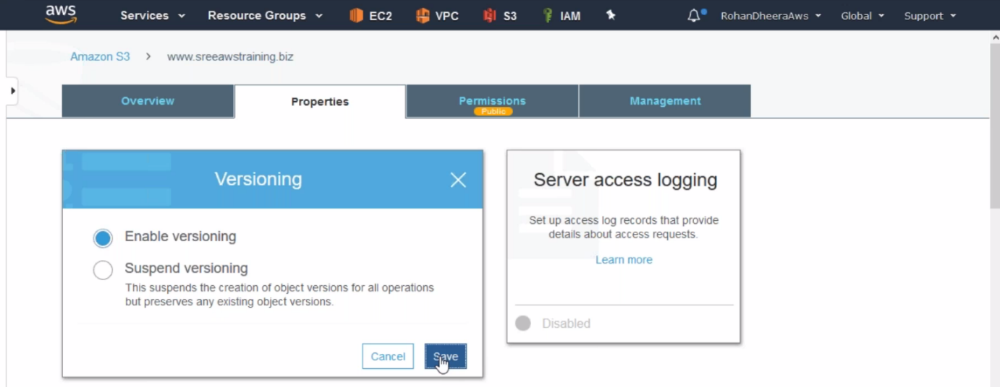 aws Services Resource Groups EC2 VPC S3 IAM RohanDheeraAws Global Support
Amazon S3 > www.sreeawstraining.biz
Overview Properties Permissions Management
Public
Versioning
Enable versioning
Suspend versioning
This suspends the creation of object versions for all operations
but preserves any existing object versions.
Cancel Save
Server access logging
Set up access log records that provide
details about access requests.
Learn more
Disabled